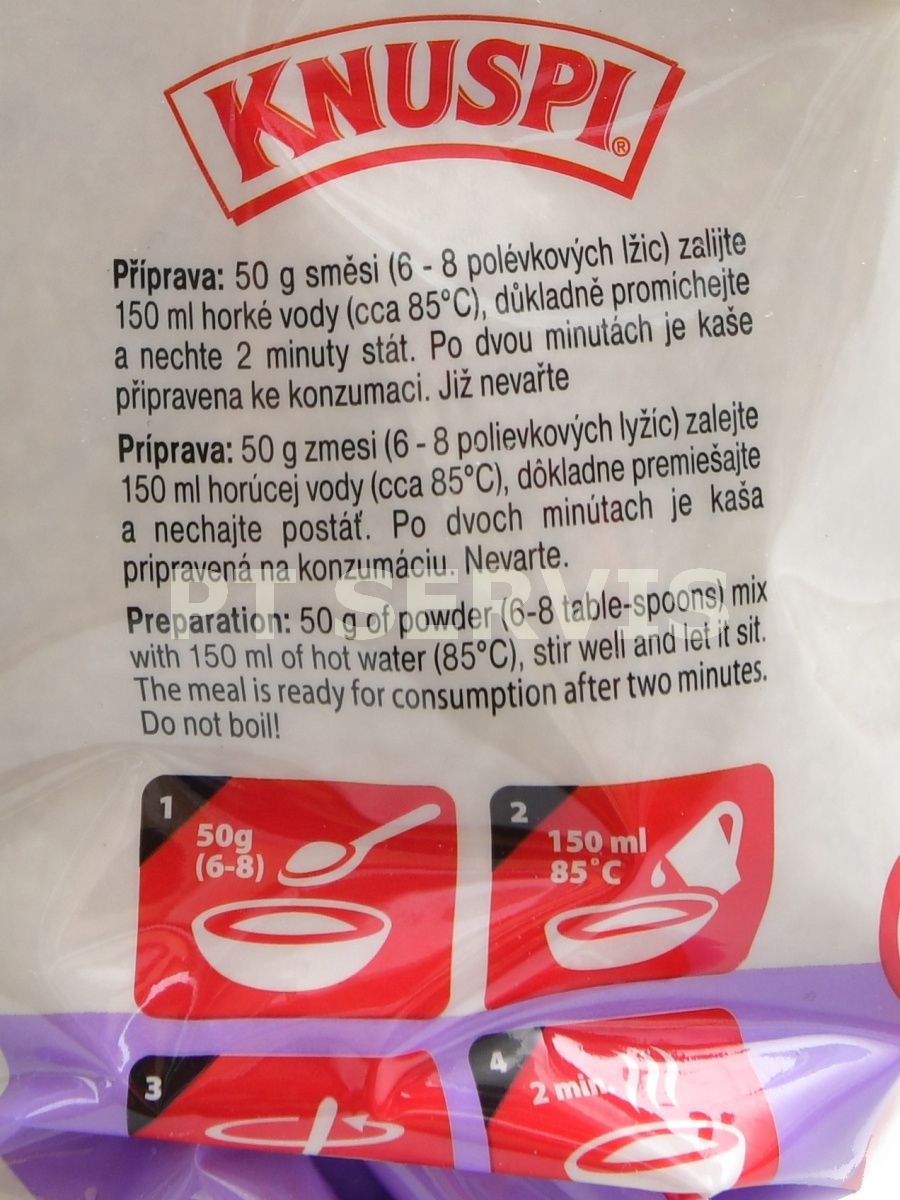 KNUSPI®
Příprava: 50 g směsi (6 - 8 polévkových lžic) zalijte
150 ml horké vody (cca 85°C), důkladně promíchejte
a nechte 2 minuty stát. Po dvou minutách je kaše
připravena ke konzumaci. Již nevařte
Príprava: 50 g zmesi (6 - 8 polievkových lyžíc) zalejte
150 ml horúcej vody (cca 85°C), dôkladne premiešajte
a nechajte postáť. Po dvoch minútach je kaša
pripravená na konzumáciu. Nevarte.
PT SERVIS
Preparation: 50 g of powder (6-8 table-spoons) mix
with 150 ml of hot water (85°C), stir well and let it sit.
The meal is ready for consumption after two minutes.
Do not boil!
1
50g
(6-8)
2
150 ml
85°C
3
4
2 min.